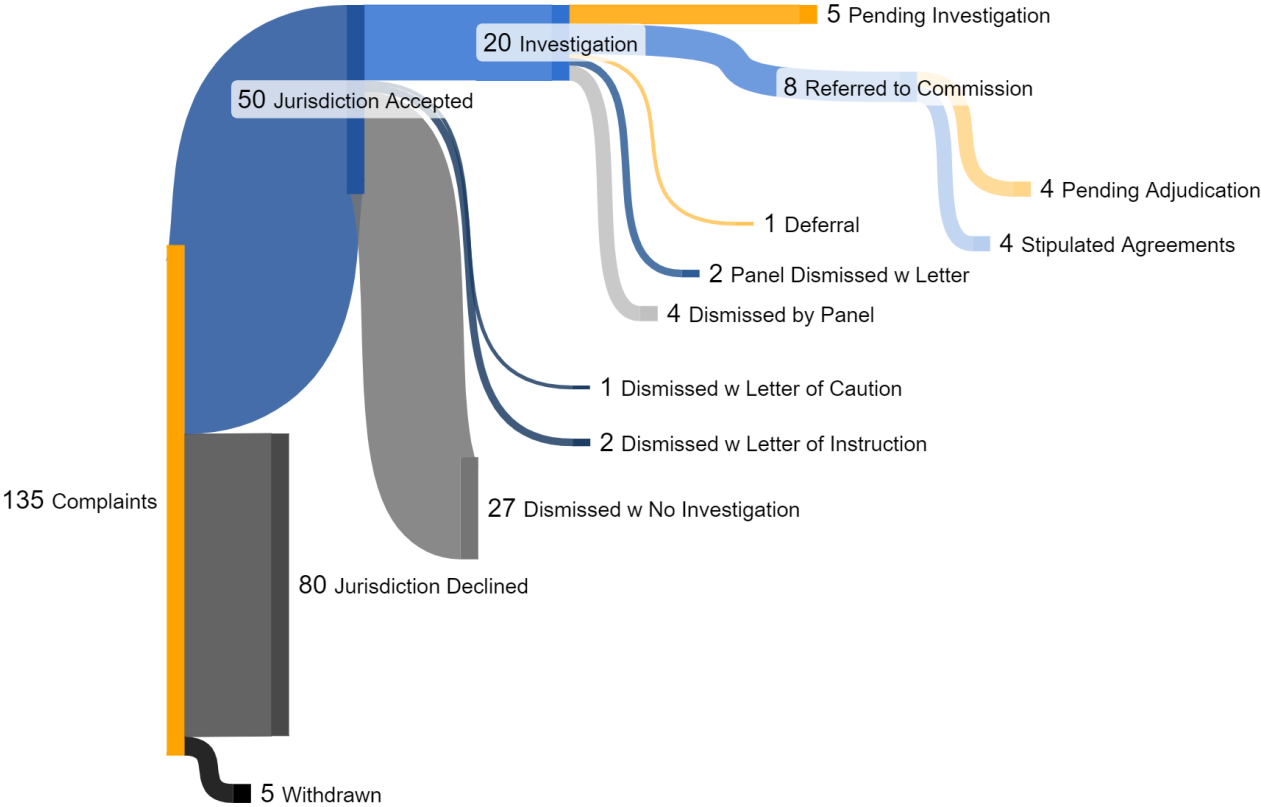 5 Pending Investigation
20 Investigation
8 Referred to Commission
50 Jurisdiction Accepted
4 Pending Adjudication
1 Deferral
4 Stipulated Agreements
2 Panel Dismissed w Letter
4 Dismissed by Panel
1 Dismissed w Letter of Caution
2 Dismissed w Letter of Instruction
135 Complaints
27 Dismissed w No Investigation
80 Jurisdiction Declined
5 Withdrawn